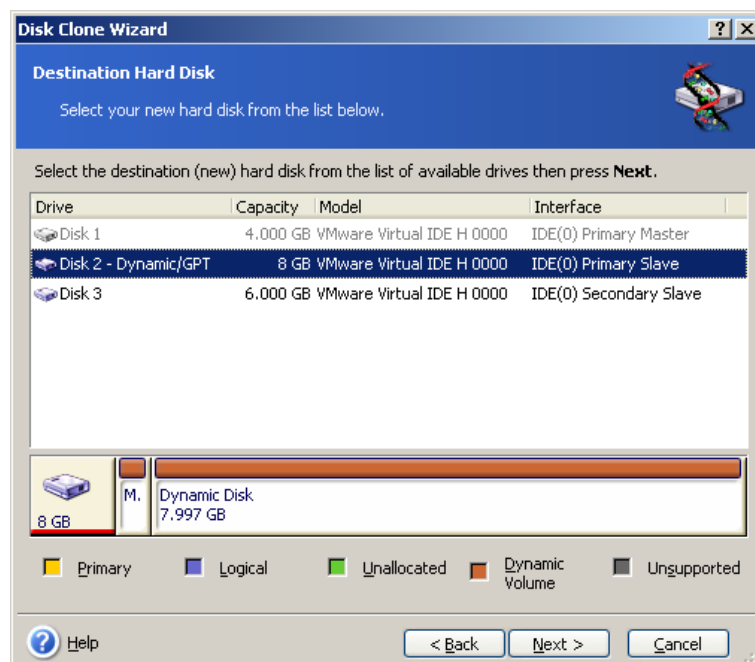 Disk Clone Wizard
Destination Hard Disk
Select your new hard disk from the list below.
Select the destination (new) hard disk from the list of available drives then press Next.
Drive Capacity Model Interface
Disk 1 4.000 GB VMware Virtual IDE H 0000 IDE(0) Primary Master
Disk 2 - Dynamic/GPT 8 GB VMware Virtual IDE H 0000 IDE(0) Primary Slave
Disk 3 6.000 GB VMware Virtual IDE H 0000 IDE(0) Secondary Slave
8 GB
M.
Dynamic Disk
7.997 GB
Primary Logical Unallocated Dynamic Volume Unsupported
Help < Back Next > Cancel